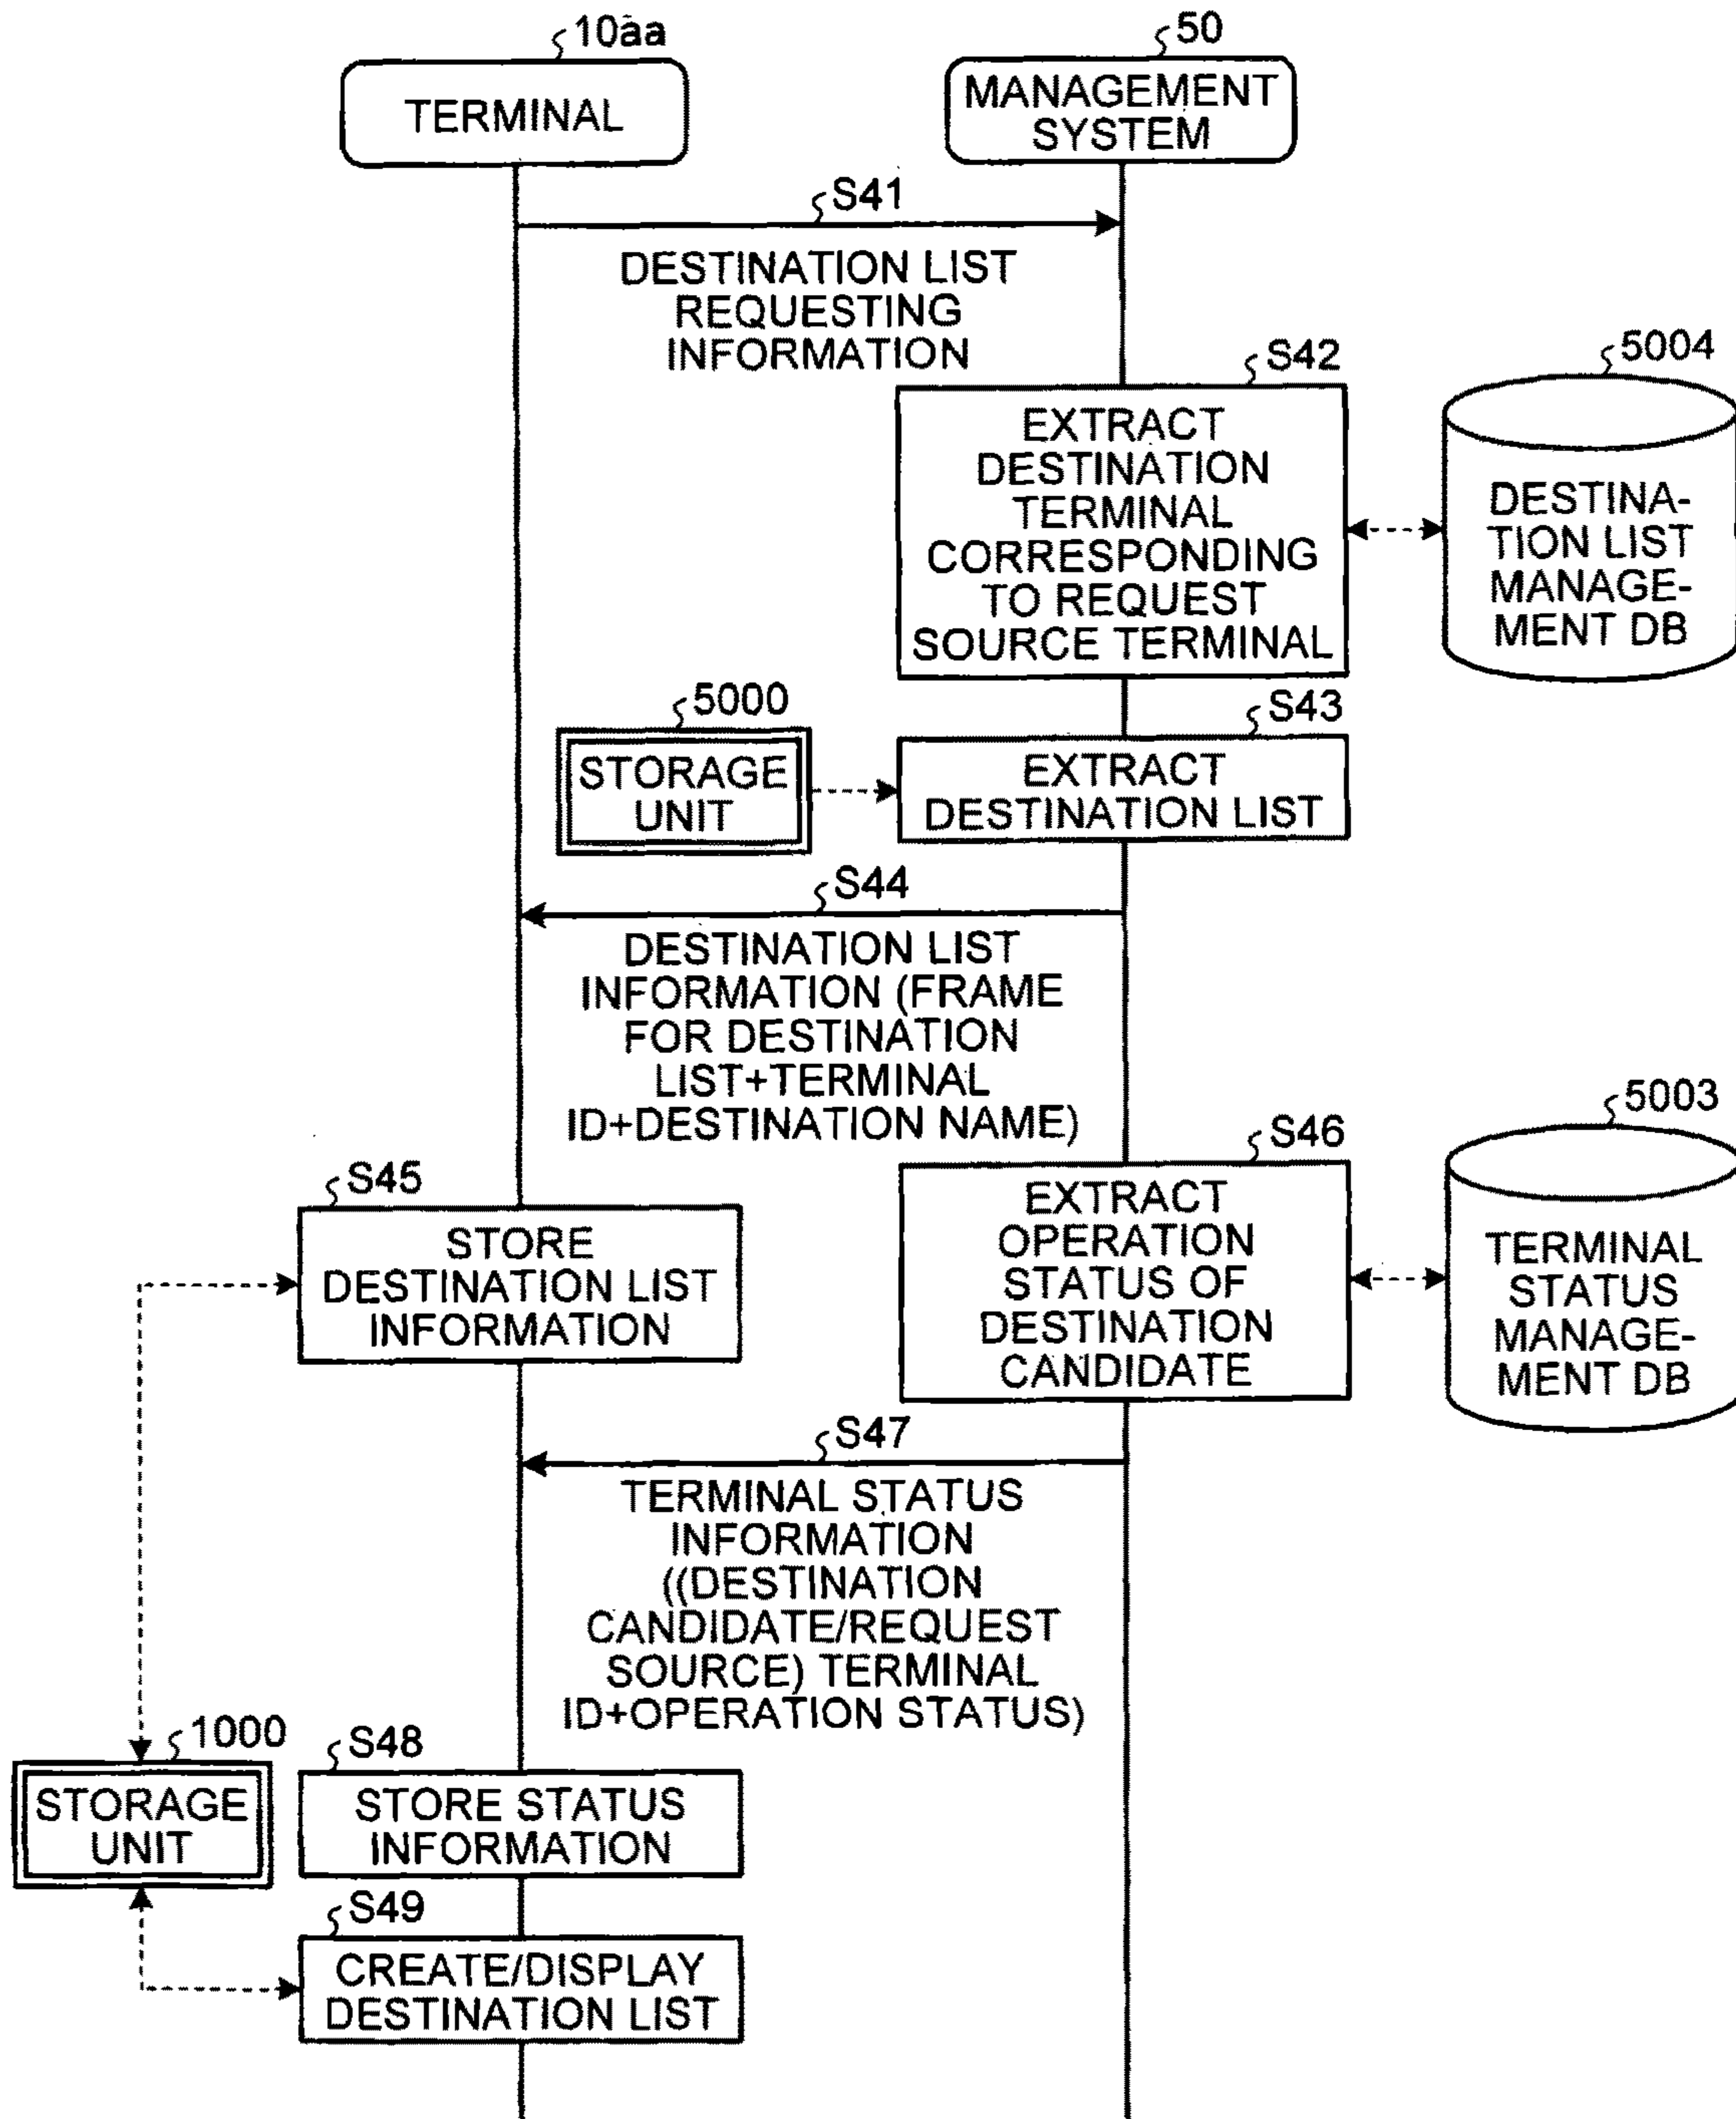 10aa
50
TERMINAL
MANAGEMENT
SYSTEM
S41
DESTINATION LIST
REQUESTING
INFORMATION
S42
5004
EXTRACT
DESTINATION
TERMINAL
CORRESPONDING
TO REQUEST
SOURCE TERMINAL
DESTINA-
TION LIST
MANAGE-
MENT DB
5000
S43
STORAGE
UNIT
EXTRACT
DESTINATION LIST
S44
DESTINATION LIST
INFORMATION (FRAME
FOR DESTINATION
LIST+TERMINAL
ID+DESTINATION NAME)
S46
5003
S45
STORE
DESTINATION LIST
INFORMATION
EXTRACT
OPERATION
STATUS OF
DESTINATION
CANDIDATE
TERMINAL
STATUS
MANAGE-
MENT DB
S47
TERMINAL STATUS
INFORMATION
((DESTINATION
CANDIDATE/REQUEST
SOURCE) TERMINAL
ID+OPERATION STATUS)
1000
S48
STORAGE
UNIT
STORE STATUS
INFORMATION
S49
CREATE/DISPLAY
DESTINATION LIST